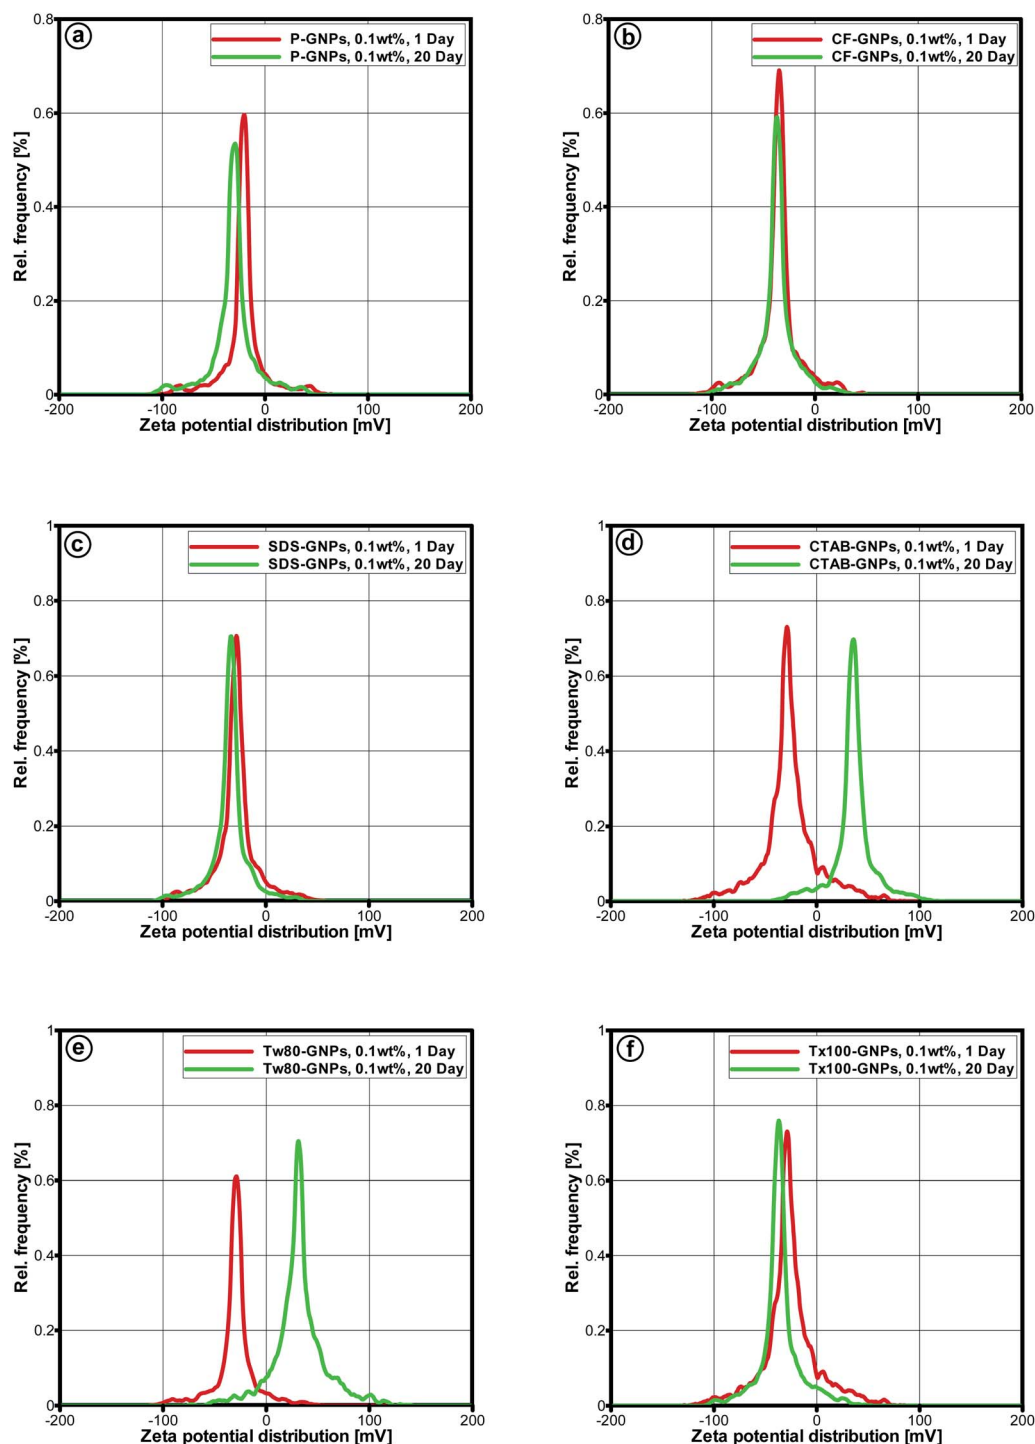 a
P-GNPs, 0.1wt%, 1 Day
P-GNPs, 0.1wt%, 20 Day
Rel. frequency [%]
0.8
0.6
0.4
0.2
0
-200 -100 0 100 200
Zeta potential distribution [mV]
b
CF-GNPs, 0.1wt%, 1 Day
CF-GNPs, 0.1wt%, 20 Day
Rel. frequency [%]
0.8
0.6
0.4
0.2
0
-200 -100 0 100 200
Zeta potential distribution [mV]
c
SDS-GNPs, 0.1wt%, 1 Day
SDS-GNPs, 0.1wt%, 20 Day
Rel. frequency [%]
1
0.8
0.6
0.4
0.2
0
-200 -100 0 100 200
Zeta potential distribution [mV]
d
CTAB-GNPs, 0.1wt%, 1 Day
CTAB-GNPs, 0.1wt%, 20 Day
Rel. frequency [%]
1
0.8
0.6
0.4
0.2
0
-200 -100 0 100 200
Zeta potential distribution [mV]
e
Tw80-GNPs, 0.1wt%, 1 Day
Tw80-GNPs, 0.1wt%, 20 Day
Rel. frequency [%]
1
0.8
0.6
0.4
0.2
0
-200 -100 0 100 200
Zeta potential distribution [mV]
f
Tx100-GNPs, 0.1wt%, 1 Day
Tx100-GNPs, 0.1wt%, 20 Day
Rel. frequency [%]
1
0.8
0.6
0.4
0.2
0
-200 -100 0 100 200
Zeta potential distribution [mV]